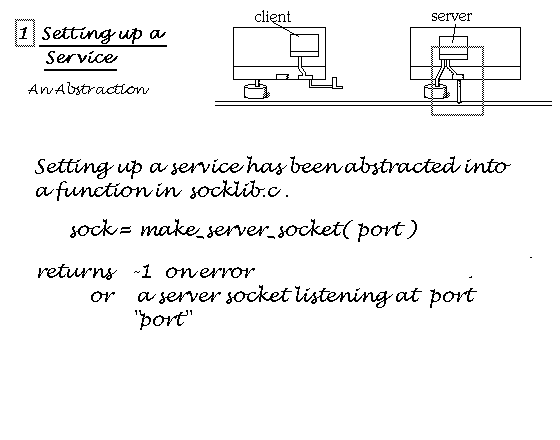 1 Setting up a
Service
An Abstraction
client
server
Setting up a service has been abstracted into
a function in socklib.c.
sock = make_server_socket( port )
returns -1 on error
or a server socket listening at port
"port"